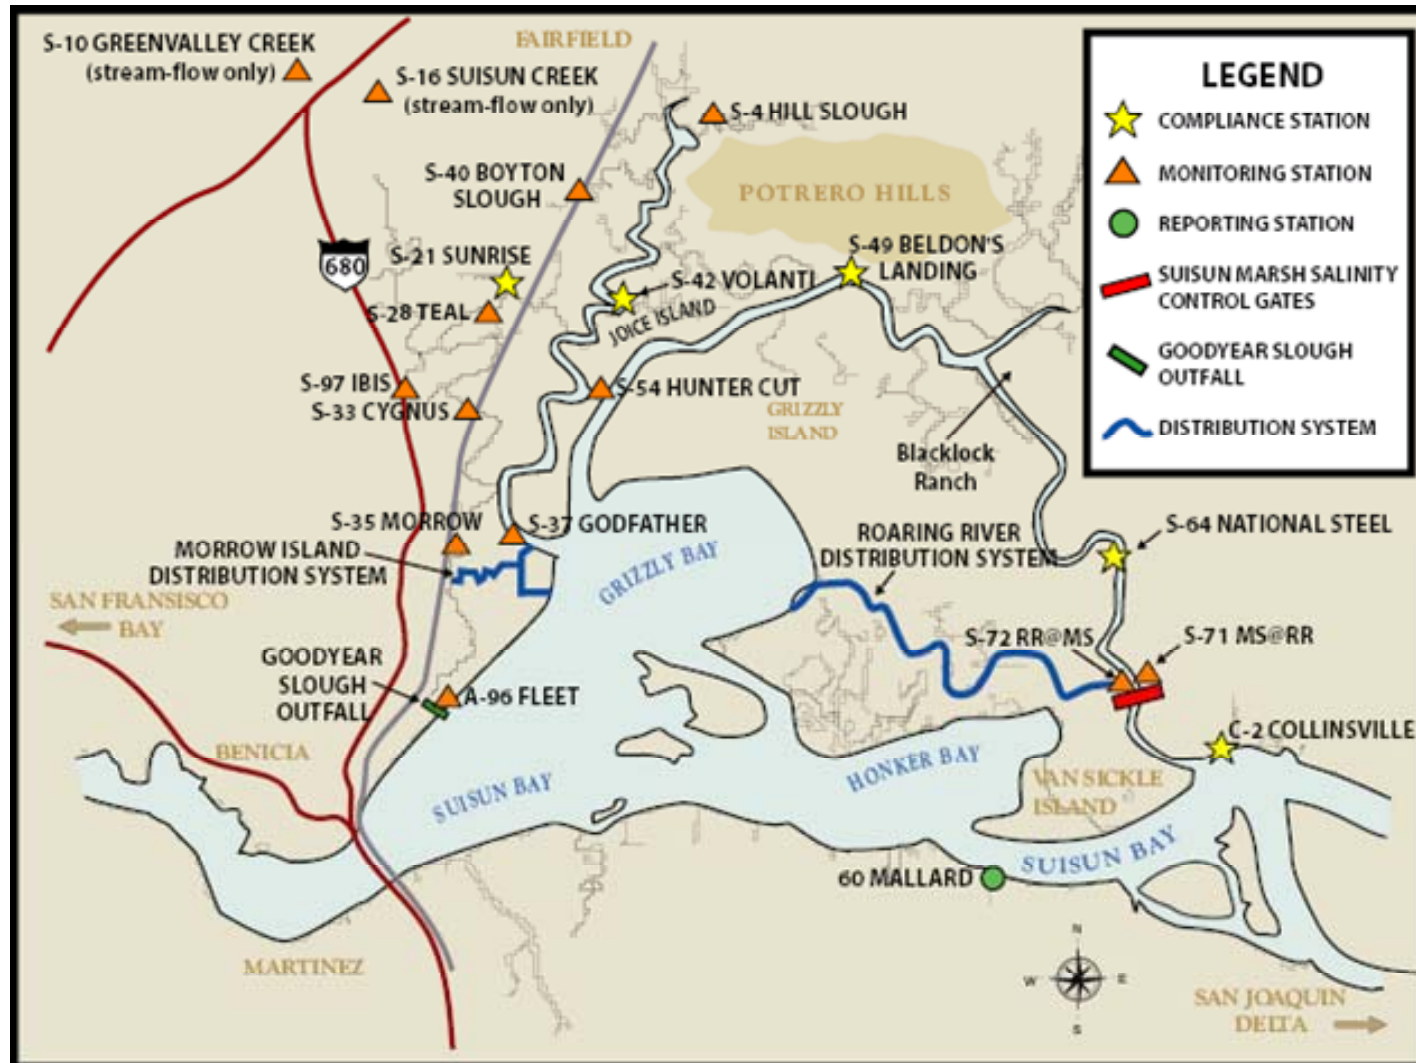 S-10 GREENVALLEY CREEK
(stream-flow only)
FAIRFIELD
S-16 SUISUN CREEK
(stream-flow only)
S-4 HILL SLOUGH
S-40 BOYTON
SLOUGH
POTRERO HILLS
680
S-21 SUNRISE
S-49 BELDON'S
LANDING
S-42 VOLANTI
S-28 TEAL
JOICE ISLAND
S-97 IBIS
S-54 HUNTER CUT
S-33 CYGNUS
GRIZZLY
ISLAND
Blacklock
Ranch
S-35 MORROW
S-37 GODFATHER
MORROW ISLAND
DISTRIBUTION SYSTEM
ROARING RIVER
DISTRIBUTION SYSTEM
S-64 NATIONAL STEEL
GRIZZLY BAY
SAN FRANSISCO
BAY
S-72 RR@MS
S-71 MS@RR
GOODYEAR
SLOUGH
OUTFALL
A-96 FLEET
C-2 COLLINSVILLE
BENICIA
SUISUN BAY
HONKER BAY
VAN SICKLE
ISLAND
SUISUN BAY
60 MALLARD
MARTINEZ
N
W
E
S
SAN JOAQUIN
DELTA
LEGEND
COMPLIANCE STATION
MONITORING STATION
REPORTING STATION
SUISUN MARSH SALINITY
CONTROL GATES
GOODYEAR SLOUGH
OUTFALL
DISTRIBUTION SYSTEM